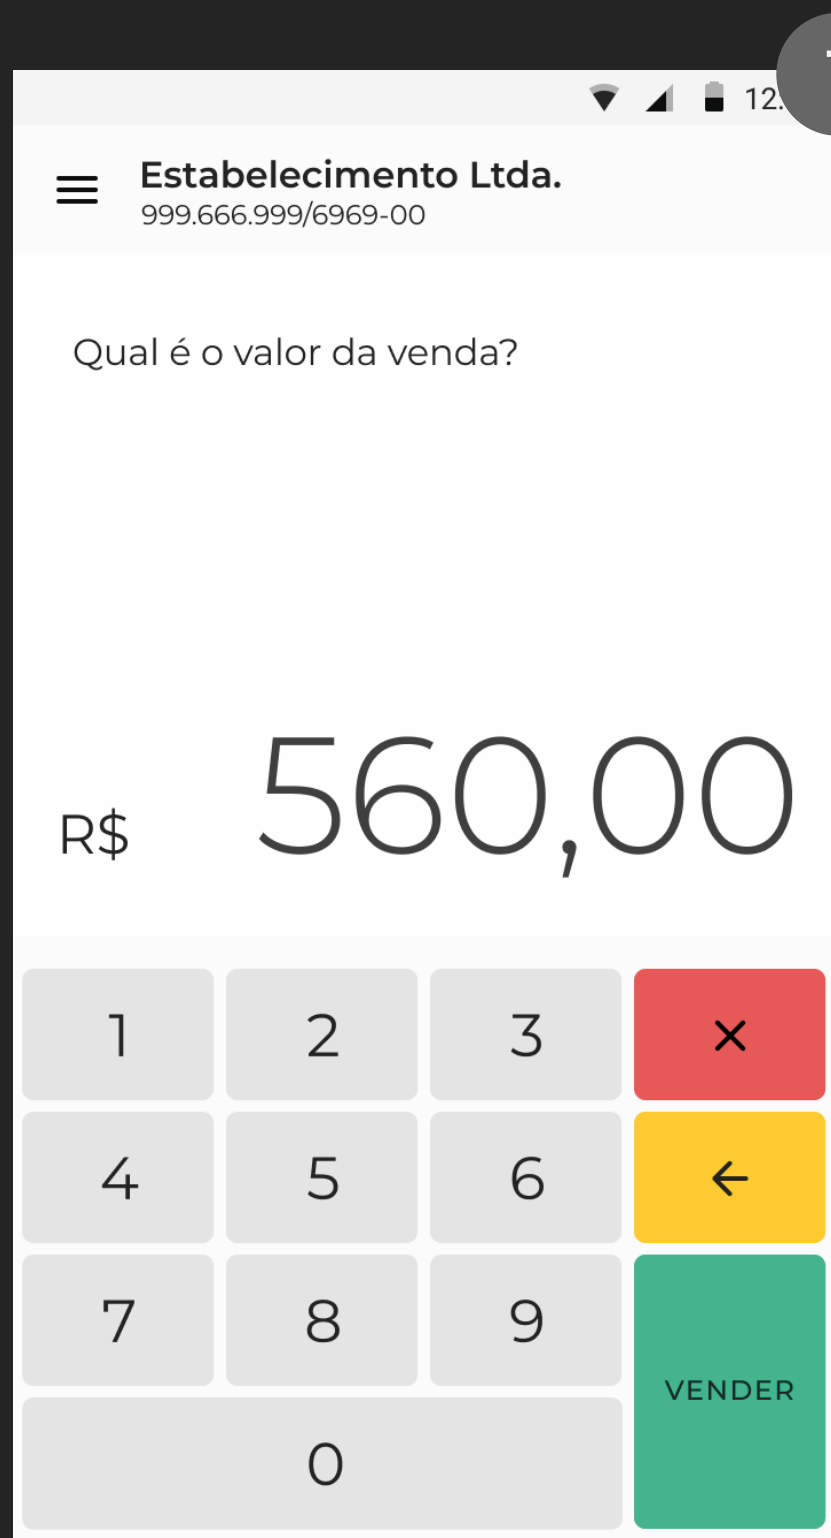 Estabelecimento Ltda.
999.666.999/6969-00
Qual é o valor da venda?
R$ 560,00
1 2 3
4 5 6
7 8 9
VENDER
0